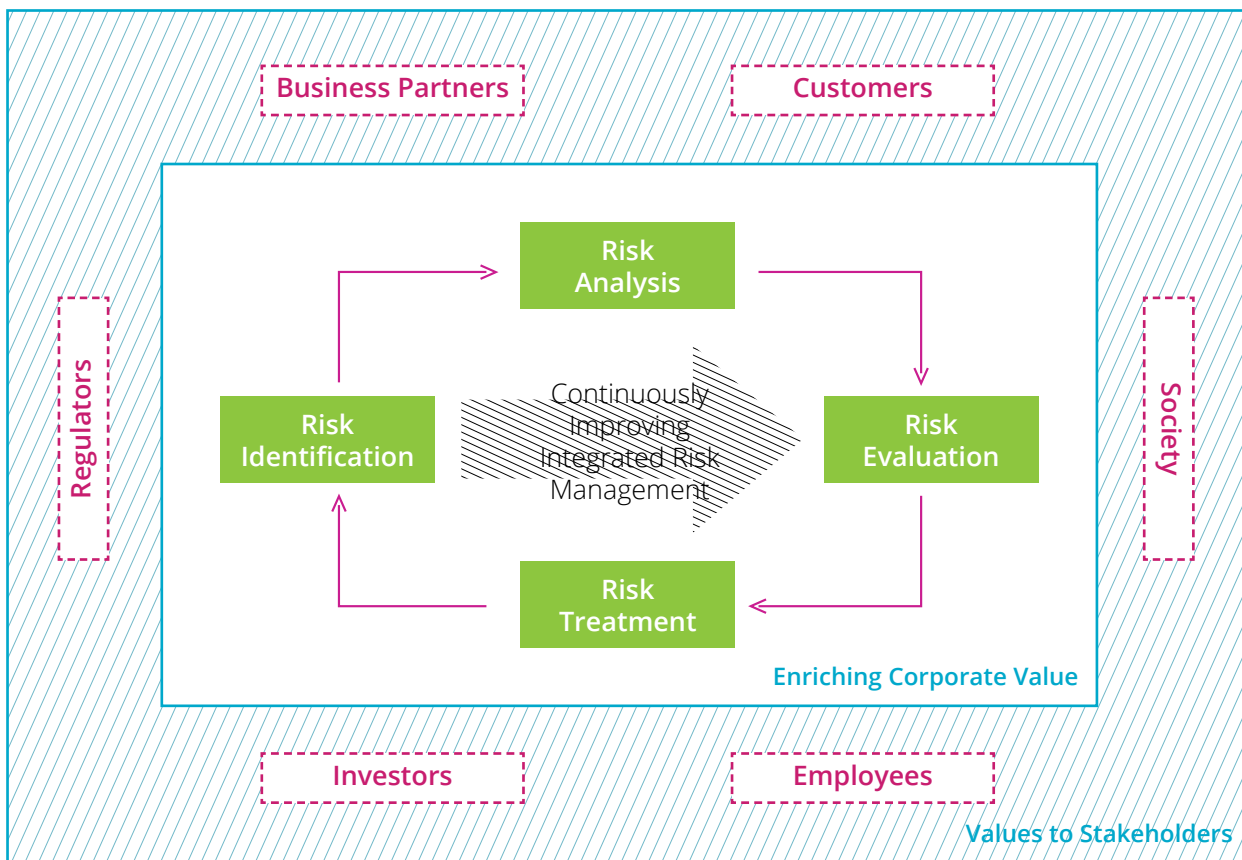 Business Partners
Customers
Risk
Analysis
Regulators
Risk
Identification
Continuously
Improving
Integrated Risk
Management
Risk
Evaluation
Society
Risk
Treatment
Enriching Corporate Value
Investors
Employees
Values to Stakeholders